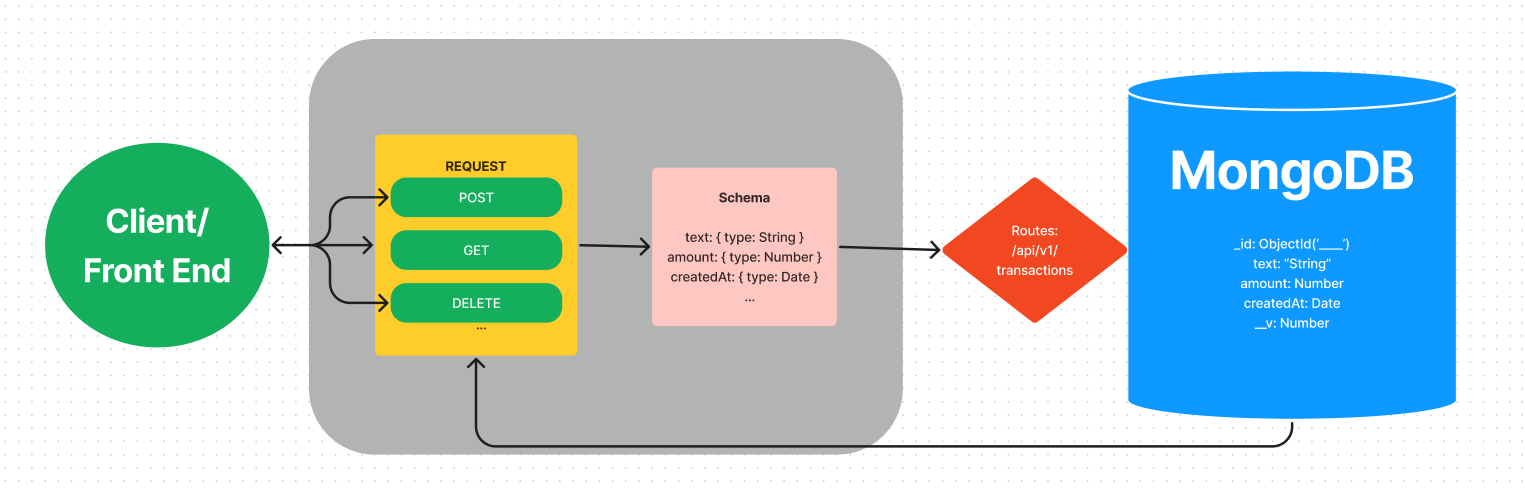 Client/
Front End
REQUEST
POST
GET
DELETE
...
Schema
text: { type: String }
amount: { type: Number }
createdAt: { type: Date }
...
Routes:
/api/v1/
transactions
MongoDB
_id: ObjectId('____')
text: “String”
amount: Number
createdAt: Date
__v: Number